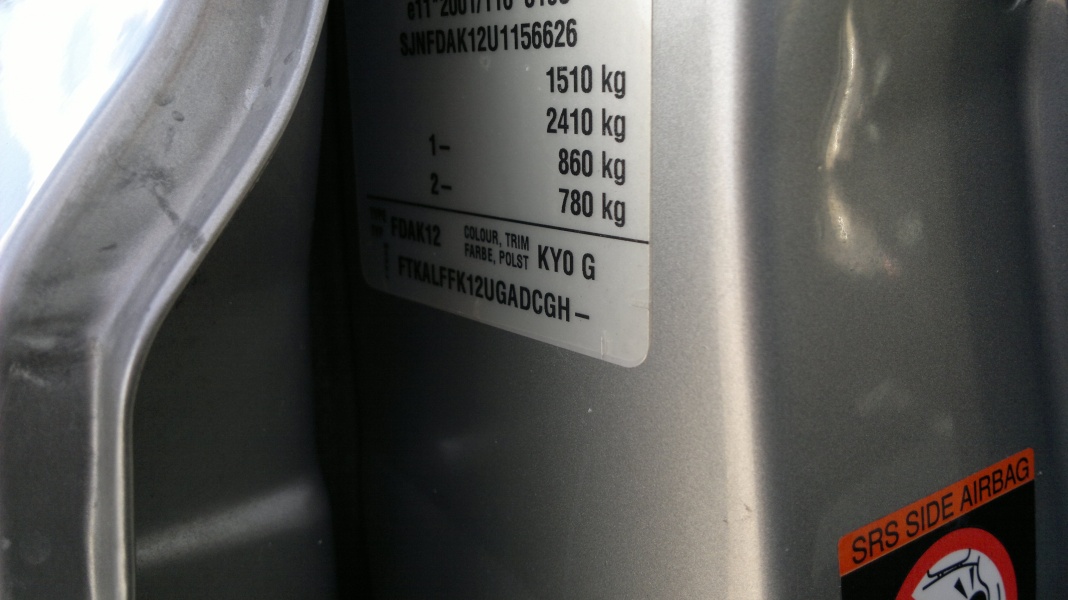 SJNFDAK12U1156626
1510 kg
2410 kg
1- 860 kg
2- 780 kg
FDAK12 COLOUR, TRIM FARBE, POLST KY0 G
FTKALFFK12UGADCGH-
SRS SIDE AIRBAG